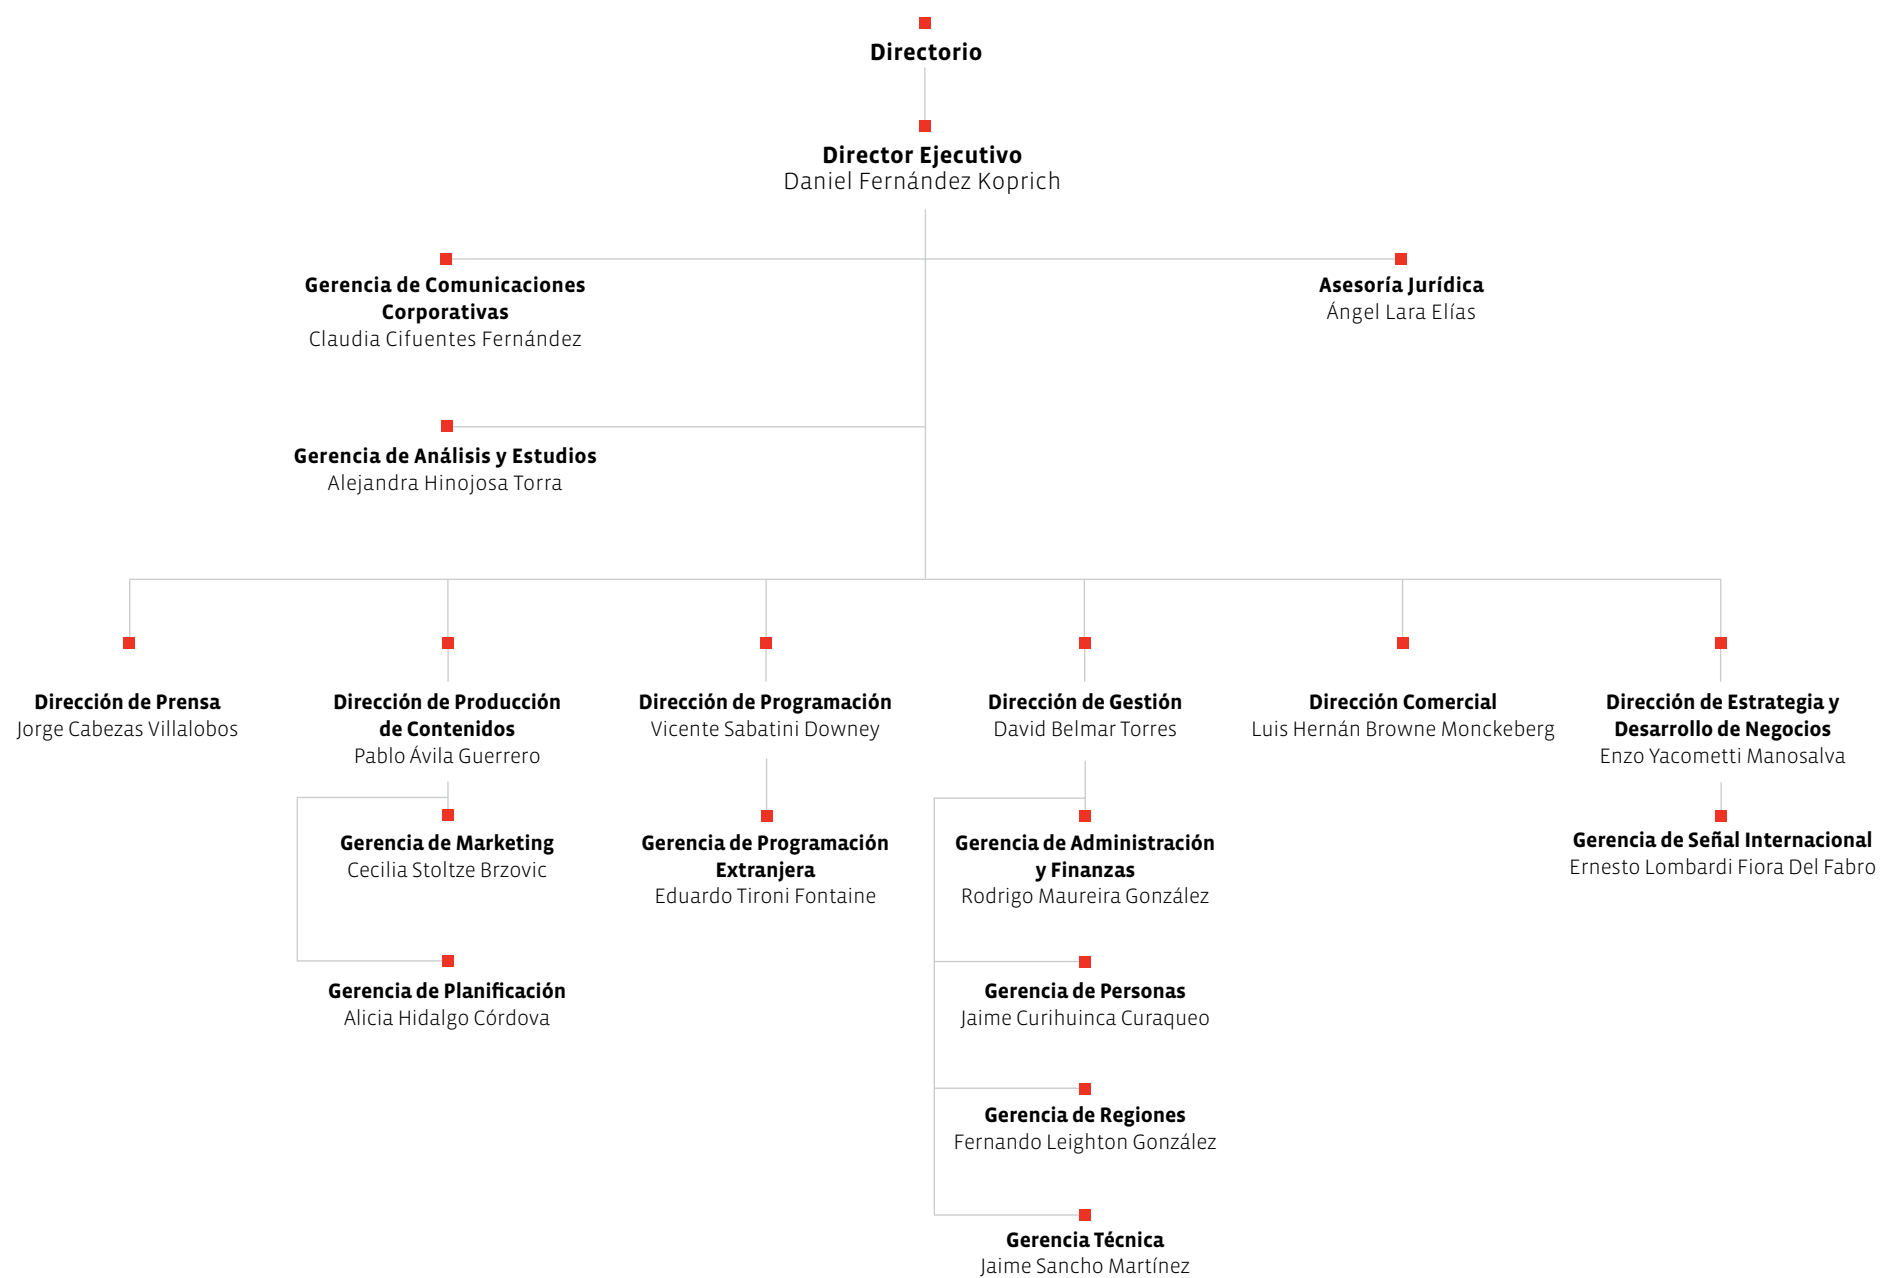 Directorio
Director Ejecutivo
Daniel Fernández Koprich
Gerencia de Comunicaciones
Corporativas
Claudia Cifuentes Fernández
Asesoría Jurídica
Ángel Lara Elías
Gerencia de Análisis y Estudios
Alejandra Hinojosa Torra
Dirección de Prensa
Jorge Cabezas Villalobos
Dirección de Producción
de Contenidos
Pablo Ávila Guerrero
Dirección de Programación
Vicente Sabatini Downey
Dirección de Gestión
David Belmar Torres
Dirección Comercial
Luis Hernán Browne Monckeberg
Dirección de Estrategia y
Desarrollo de Negocios
Enzo Yacometti Manosalva
Gerencia de Marketing
Cecilia Stoltze Brzovic
Gerencia de Programación
Extranjera
Eduardo Tironi Fontaine
Gerencia de Administración
y Finanzas
Rodrigo Maureira González
Gerencia de Señal Internacional
Ernesto Lombardi Fiora Del Fabro
Gerencia de Planificación
Alicia Hidalgo Córdova
Gerencia de Personas
Jaime Curihuinca Curaqueo
Gerencia de Regiones
Fernando Leighton González
Gerencia Técnica
Jaime Sancho Martínez